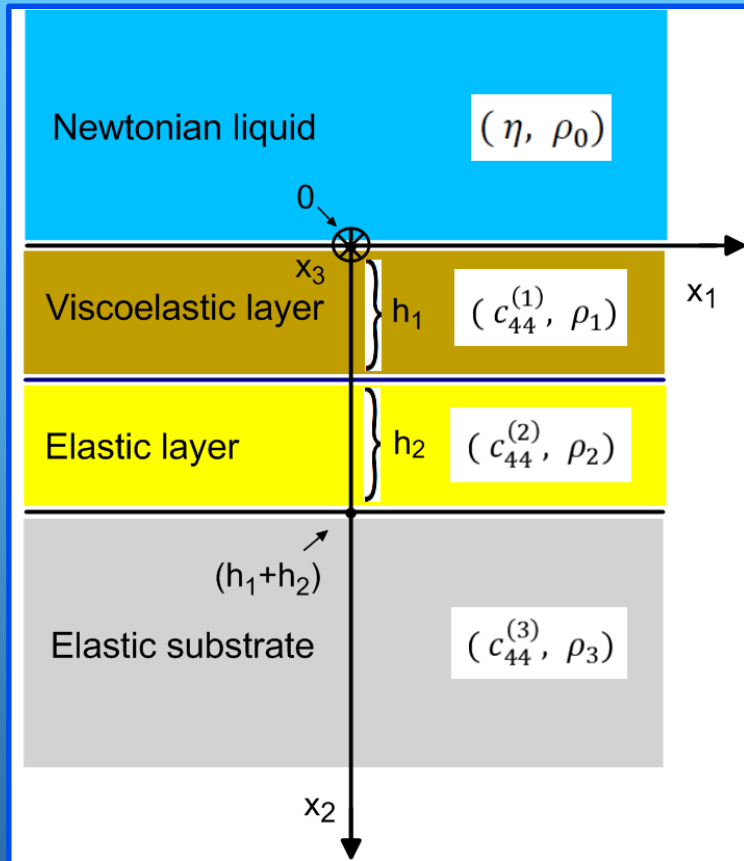 Newtonian liquid ( η, ρ₀)
0
x₃
x₁
Viscoelastic layer h₁ ( c₄₄⁽¹⁾, ρ₁)
Elastic layer h₂ ( c₄₄⁽²⁾, ρ₂)
(h₁+h₂)
Elastic substrate ( c₄₄⁽³⁾, ρ₃)
x₂